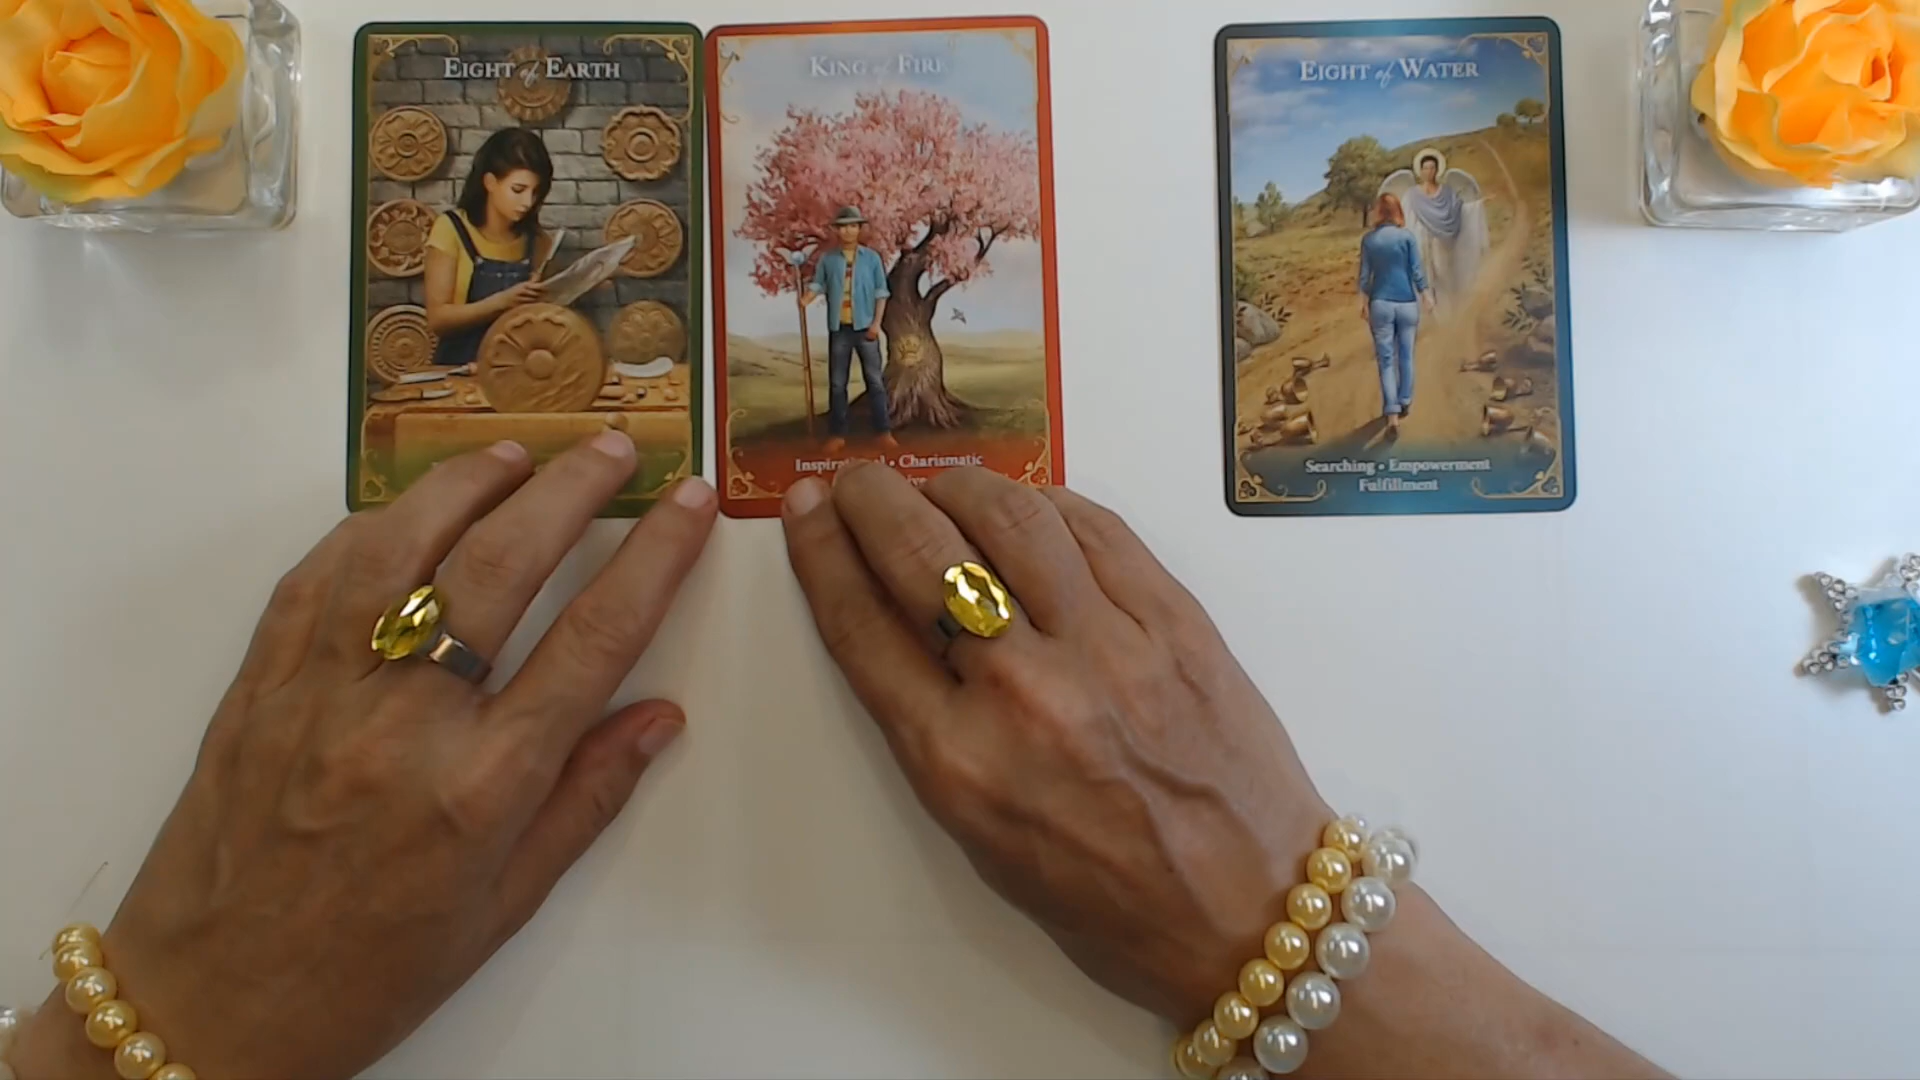 EIGHT of EARTH
KING of FIRE
EIGHT of WATER
• Charismatic
Searching • Empowerment
Fulfillment